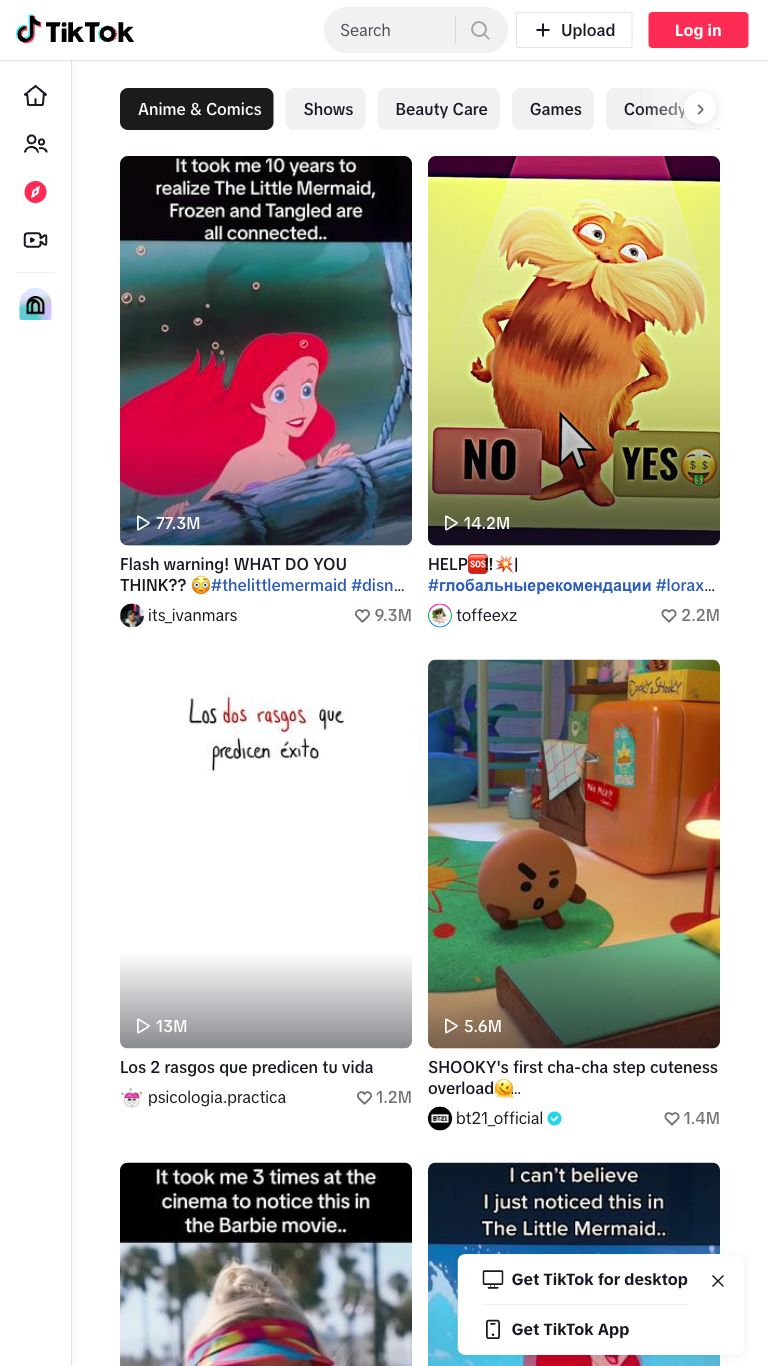 TikTok
Search
Upload
Log in
Anime & Comics
Shows
Beauty Care
Games
Comedy
It took me 10 years to
realize The Little Mermaid,
Frozen and Tangled are
all connected..
77.3M
Flash warning! WHAT DO YOU
THINK?? 😳#thelittlemermaid #disn...
its_ivanmars
9.3M
NO
YES🤑
14.2M
HELP🆘!💥|
#глобальныерекомендации #lorax...
toffeexz
2.2M
Los dos rasgos que
predicen éxito
13M
Los 2 rasgos que predicen tu vida
psicologia.practica
1.2M
No Milk!!
5.6M
SHOOKY's first cha-cha step cuteness
overload🫠...
BT21
bt21_official
1.4M
It took me 3 times at the
cinema to notice this in
the Barbie movie..
I can't believe
I just noticed this in
The Little Mermaid..
Get TikTok for desktop
Get TikTok App